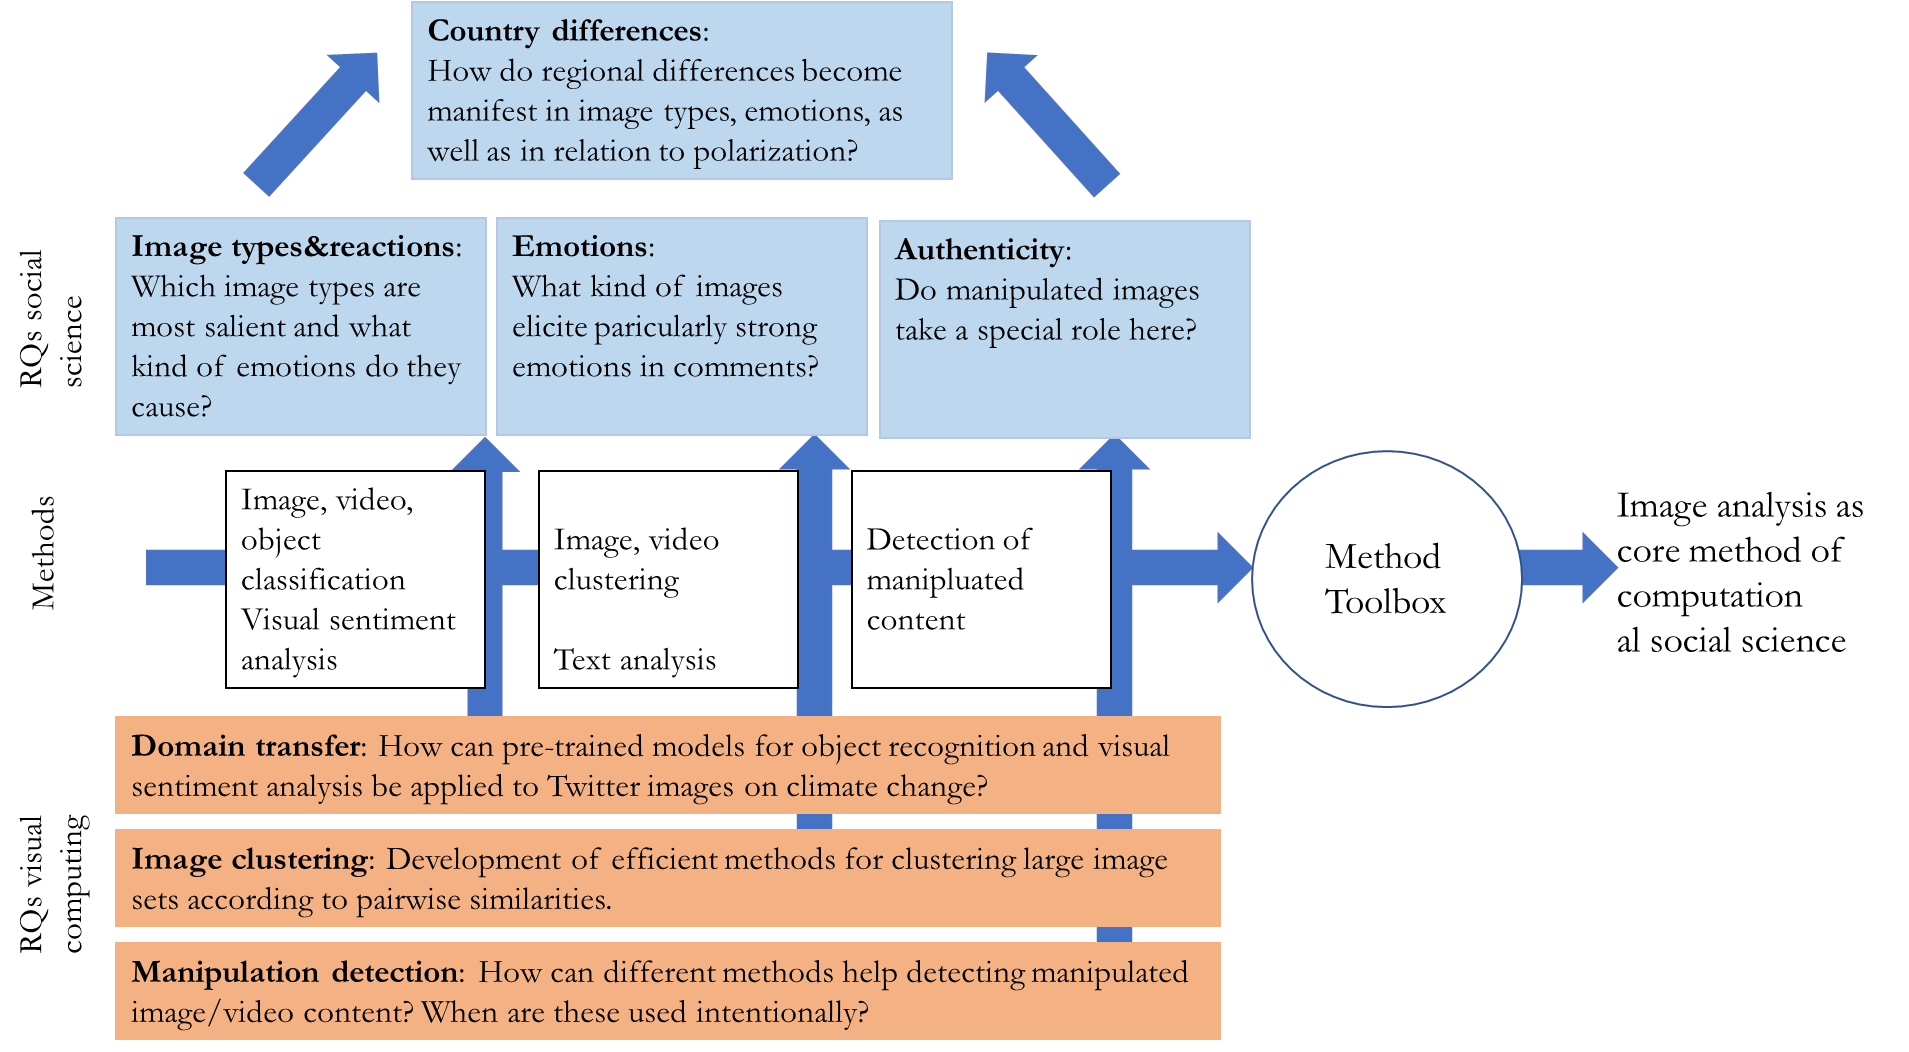 Country differences:
How do regional differences become
manifest in image types, emotions, as
well as in relation to polarization?
RQs social
science
Image types&reactions:
Which image types are
most salient and what
kind of emotions do they
cause?
Emotions:
What kind of images
elicite paricularly strong
emotions in comments?
Authenticity:
Do manipulated images
take a special role here?
Methods
Image, video,
object
classification
Visual sentiment
analysis
Image, video
clustering
Text analysis
Detection of
manipluated
content
Method
Toolbox
Image analysis as
core method of
computation
al social science
RQs visual
computing
Domain transfer: How can pre-trained models for object recognition and visual
sentiment analysis be applied to Twitter images on climate change?
Image clustering: Development of efficient methods for clustering large image
sets according to pairwise similarities.
Manipulation detection: How can different methods help detecting manipulated
image/video content? When are these used intentionally?